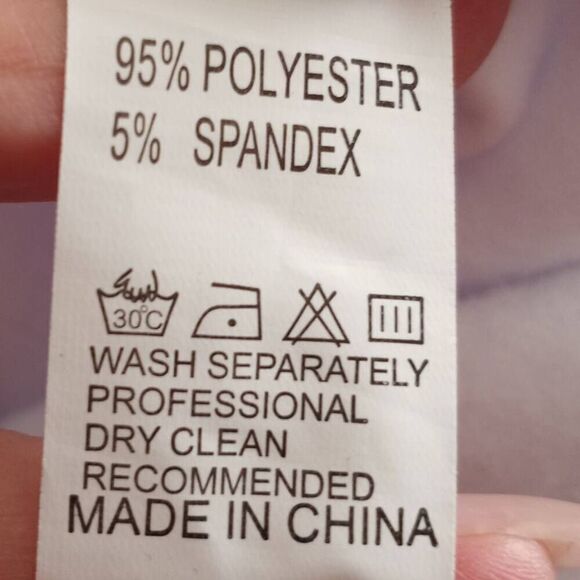 95% POLYESTER
5% SPANDEX
30°C
WASH SEPARATELY
PROFESSIONAL
DRY CLEAN
RECOMMENDED
MADE IN CHINA